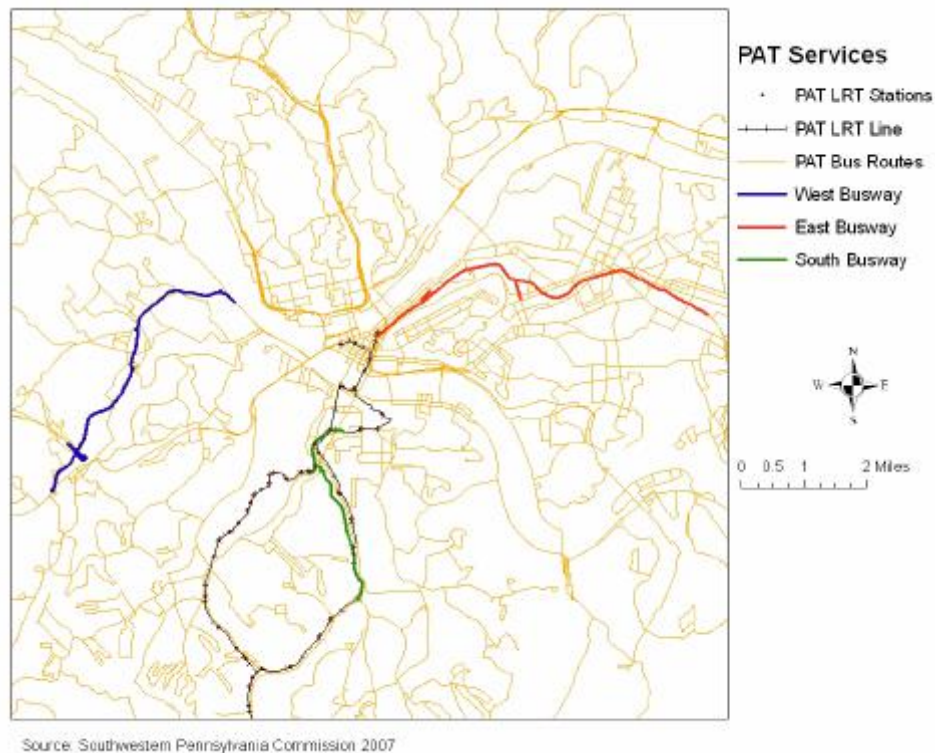 PAT Services
PAT LRT Stations
PAT LRT Line
PAT Bus Routes
West Busway
East Busway
South Busway
N
W E
S
0 0.5 1 2 Miles
Source: Southwestern Pennsylvania Commission 2007